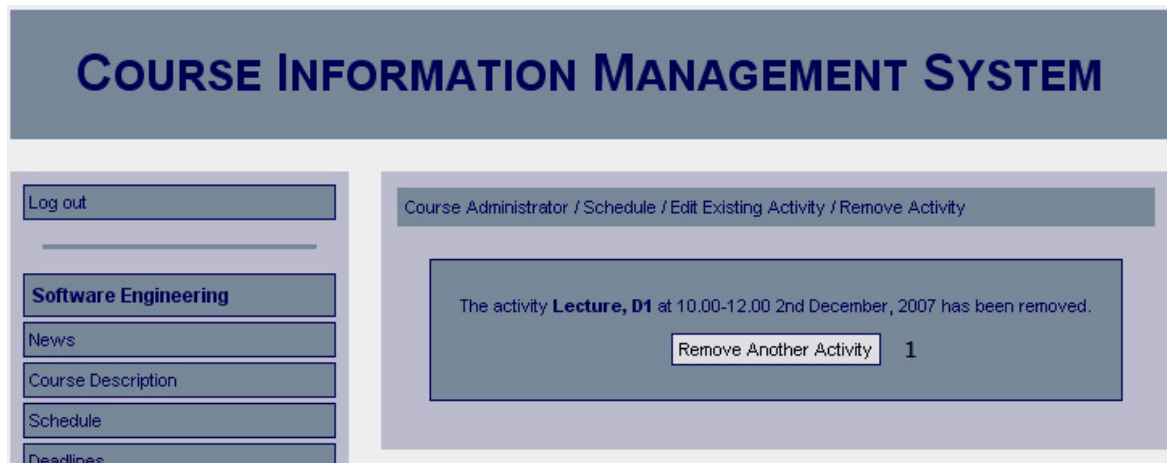 COURSE INFORMATION MANAGEMENT SYSTEM
Log out
Software Engineering
News
Course Description
Schedule
Deadlines
Course Administrator / Schedule / Edit Existing Activity / Remove Activity
The activity Lecture, D1 at 10.00-12.00 2nd December, 2007 has been removed.
Remove Another Activity 1